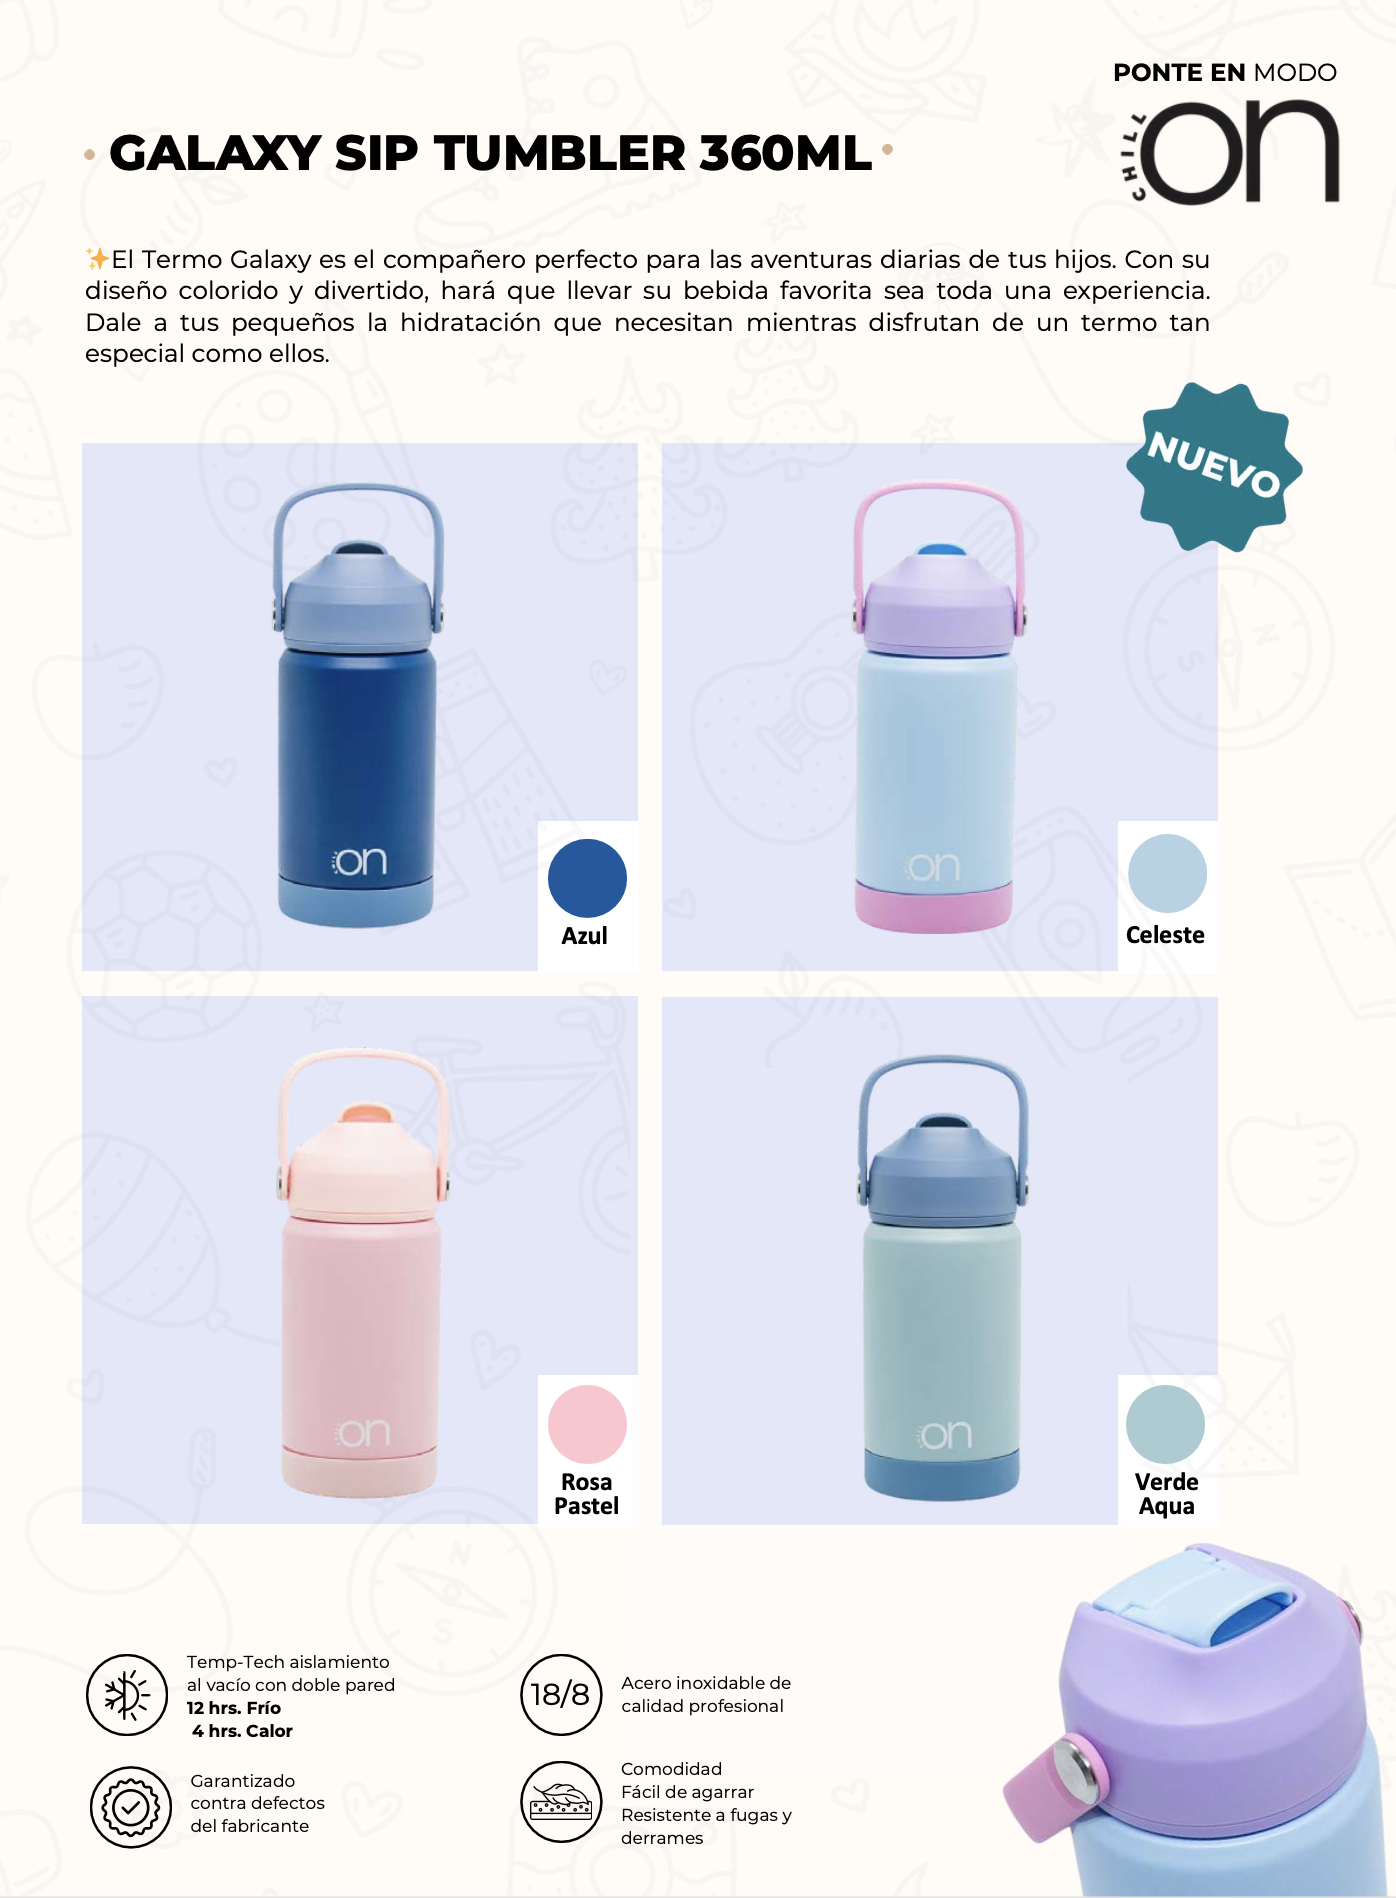 PONTE EN MODO
CHILL
on
GALAXY SIP TUMBLER 360ML
✨El Termo Galaxy es el compañero perfecto para las aventuras diarias de tus hijos. Con su
diseño colorido y divertido, hará que llevar su bebida favorita sea toda una experiencia.
Dale a tus pequeños la hidratación que necesitan mientras disfrutan de un termo tan
especial como ellos.
NUEVO
on
Azul
on
Celeste
N
S
on
Rosa
Pastel
on
Verde
Aqua
N
S
Temp-Tech aislamiento
al vacío con doble pared
12 hrs. Frío
4 hrs. Calor
18/8
Acero inoxidable de
calidad profesional
Garantizado
contra defectos
del fabricante
Comodidad
Fácil de agarrar
Resistente a fugas y
derrames